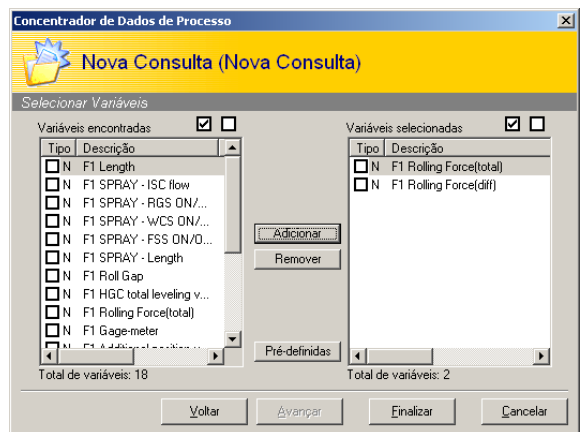 Concentrador de Dados de Processo
Nova Consulta (Nova Consulta)
Selecionar Variáveis
Variáveis encontradas
Tipo Descrição
N F1 Length
N F1 SPRAY - ISC flow
N F1 SPRAY - RGS ON/...
N F1 SPRAY - WCS ON/...
N F1 SPRAY - FSS ON/O...
N F1 SPRAY - Length
N F1 Roll Gap
N F1 HGC total leveling v...
N F1 Rolling Force(total)
N F1 Gage-meter
N F1 Additional position
Total de variáveis: 18
Adicionar
Remover
Pré-definidas
Variáveis selecionadas
Tipo Descrição
N F1 Rolling Force(total)
N F1 Rolling Force(diff)
Total de variáveis: 2
Voltar
Avançar
Finalizar
Cancelar